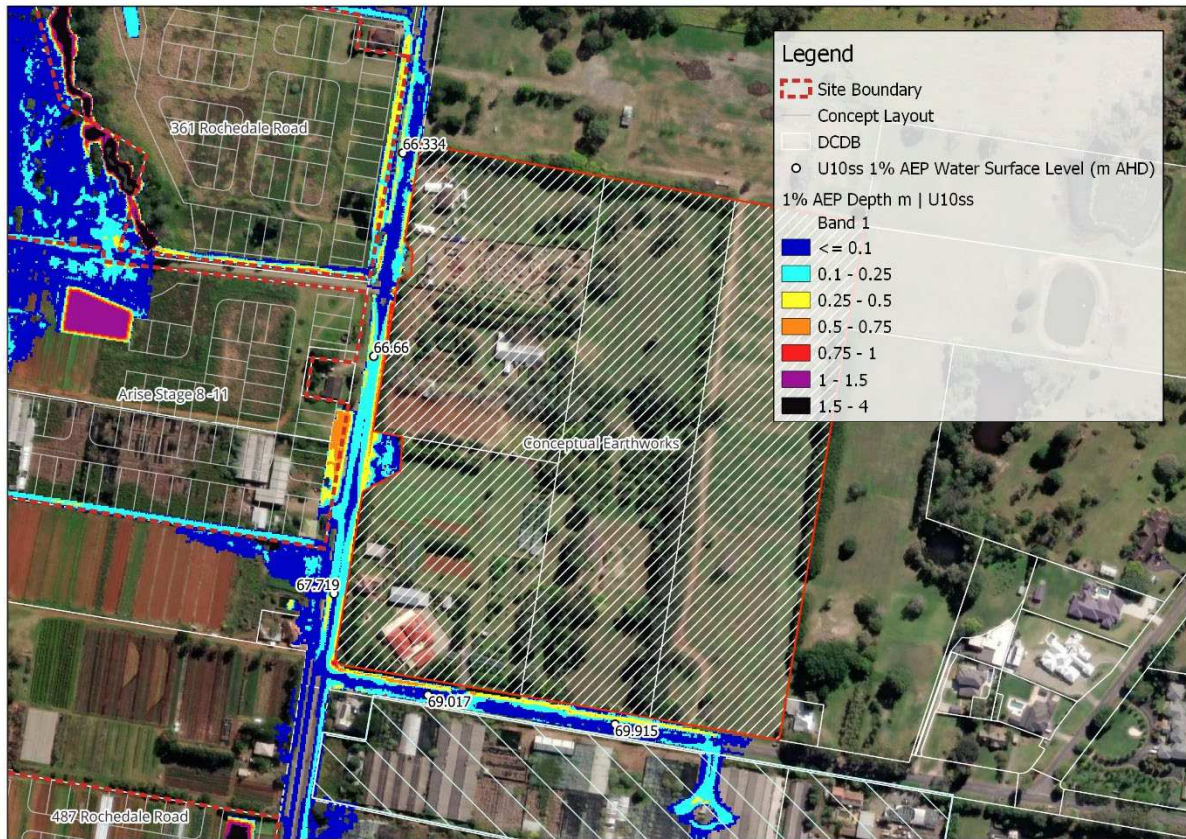 Legend
Site Boundary
Concept Layout
DCDB
U10ss 1% AEP Water Surface Level (m AHD)
1% AEP Depth m | U10ss
Band 1
<= 0.1
0.1 - 0.25
0.25 - 0.5
0.5 - 0.75
0.75 - 1
1 - 1.5
1.5 - 4
361 Rochedale Road
66.334
66.66
Arise Stage 8 -11
Conceptual Earthworks
67.719
69.017
69.915
487 Rochedale Road